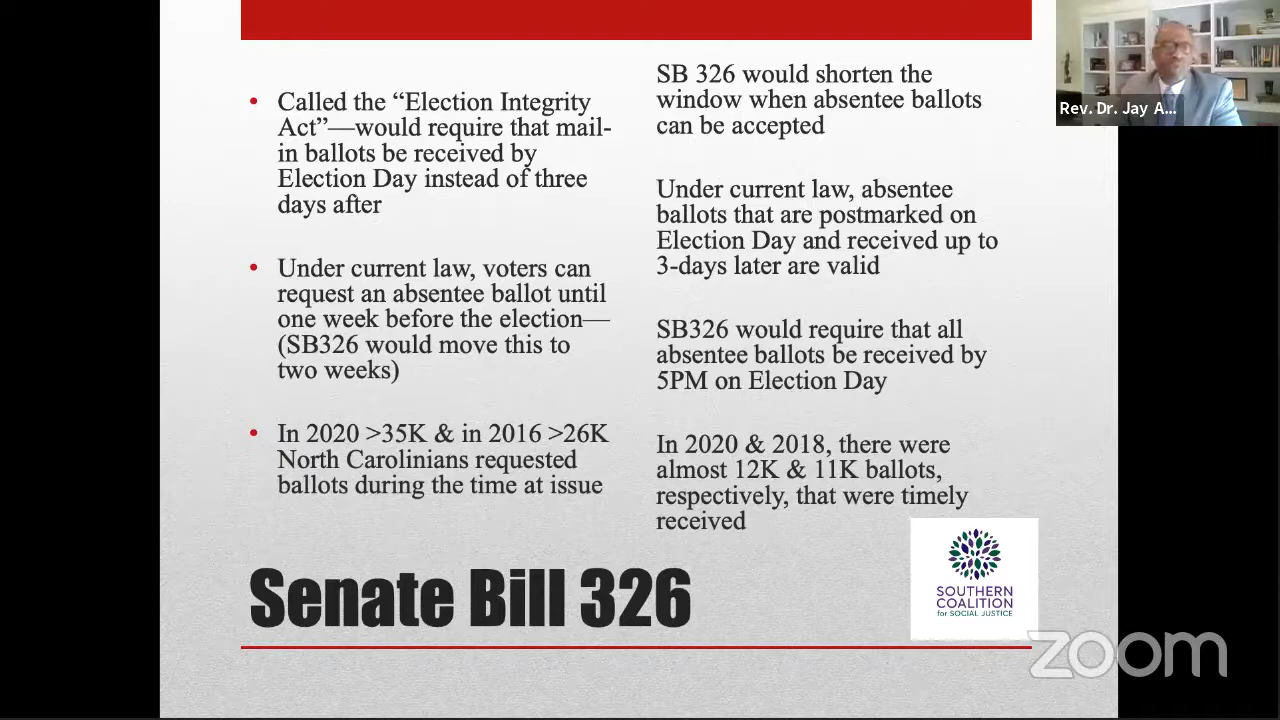 • Called the “Election Integrity
Act”—would require that mail-
in ballots be received by
Election Day instead of three
days after
• Under current law, voters can
request an absentee ballot until
one week before the election—
(SB326 would move this to
two weeks)
• In 2020 >35K & in 2016 >26K
North Carolinians requested
ballots during the time at issue
SB 326 would shorten the
window when absentee ballots
can be accepted
Under current law, absentee
ballots that are postmarked on
Election Day and received up to
3-days later are valid
SB326 would require that all
absentee ballots be received by
5PM on Election Day
In 2020 & 2018, there were
almost 12K & 11K ballots,
respectively, that were timely
received
Senate Bill 326
SOUTHERN
COALITION
for SOCIAL JUSTICE
Rev. Dr. Jay A...
zoom